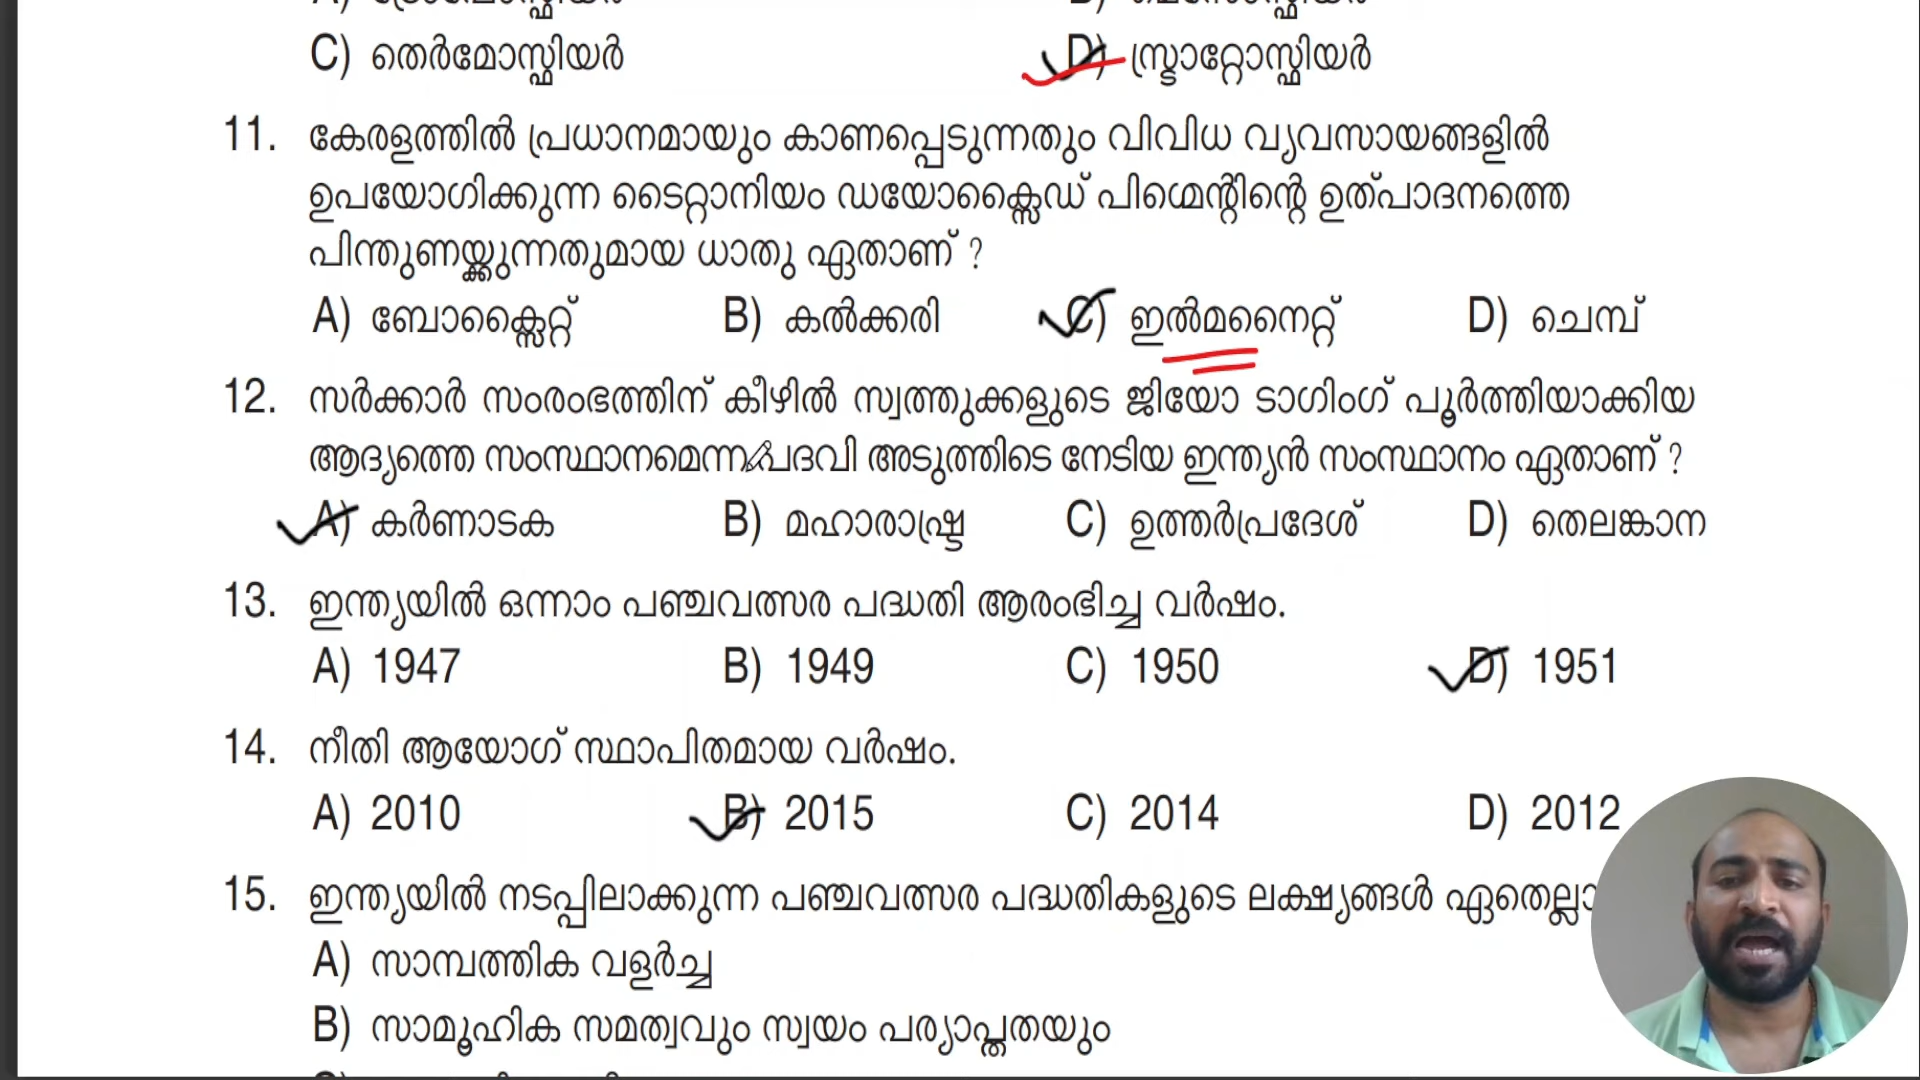 C) തെർമോസ്ഫിയർ D) സ്ട്രാറ്റോസ്ഫിയർ
11. കേരളത്തിൽ പ്രധാനമായും കാണപ്പെടുന്നതും വിവിധ വ്യവസായങ്ങളിൽ
ഉപയോഗിക്കുന്ന ടൈറ്റാനിയം ഡയോക്സൈഡ് പിഗ്മെന്റിന്റെ ഉത്പാദനത്തെ
പിന്തുണയ്ക്കുന്നതുമായ ധാതു ഏതാണ് ?
A) ബോക്സൈറ്റ് B) കൽക്കരി C) ഇൽമനൈറ്റ് D) ചെമ്പ്
12. സർക്കാർ സംരംഭത്തിന് കീഴിൽ സ്വത്തുക്കളുടെ ജിയോ ടാഗിംഗ് പൂർത്തിയാക്കിയ
ആദ്യത്തെ സംസ്ഥാനമെന്ന പദവി അടുത്തിടെ നേടിയ ഇന്ത്യൻ സംസ്ഥാനം ഏതാണ് ?
A) കർണാടക B) മഹാരാഷ്ട്ര C) ഉത്തർപ്രദേശ് D) തെലങ്കാന
13. ഇന്ത്യയിൽ ഒന്നാം പഞ്ചവത്സര പദ്ധതി ആരംഭിച്ച വർഷം.
A) 1947 B) 1949 C) 1950 D) 1951
14. നീതി ആയോഗ് സ്ഥാപിതമായ വർഷം.
A) 2010 B) 2015 C) 2014 D) 2012
15. ഇന്ത്യയിൽ നടപ്പിലാക്കുന്ന പഞ്ചവത്സര പദ്ധതികളുടെ ലക്ഷ്യങ്ങൾ
A) സാമ്പത്തിക വളർച്ച
B) സാമൂഹിക സമത്വവും സ്വയം പര്യാപ്തതയും